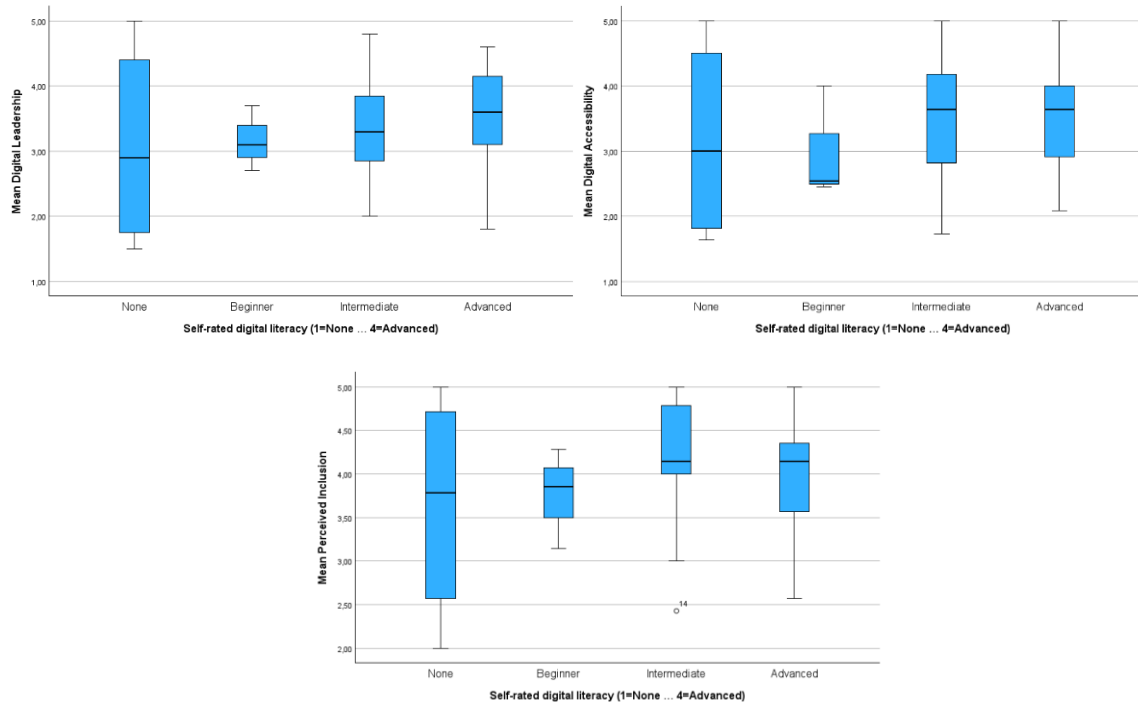 Mean Digital Leadership
5,00
4,00
3,00
2,00
1,00
None Beginner Intermediate Advanced
Self-rated digital literacy (1=None ... 4=Advanced)
Mean Digital Accessibility
5,00
4,00
3,00
2,00
1,00
None Beginner Intermediate Advanced
Self-rated digital literacy (1=None ... 4=Advanced)
Mean Perceived Inclusion
5,00
4,50
4,00
3,50
3,00
2,50
2,00
14
None Beginner Intermediate Advanced
Self-rated digital literacy (1=None ... 4=Advanced)